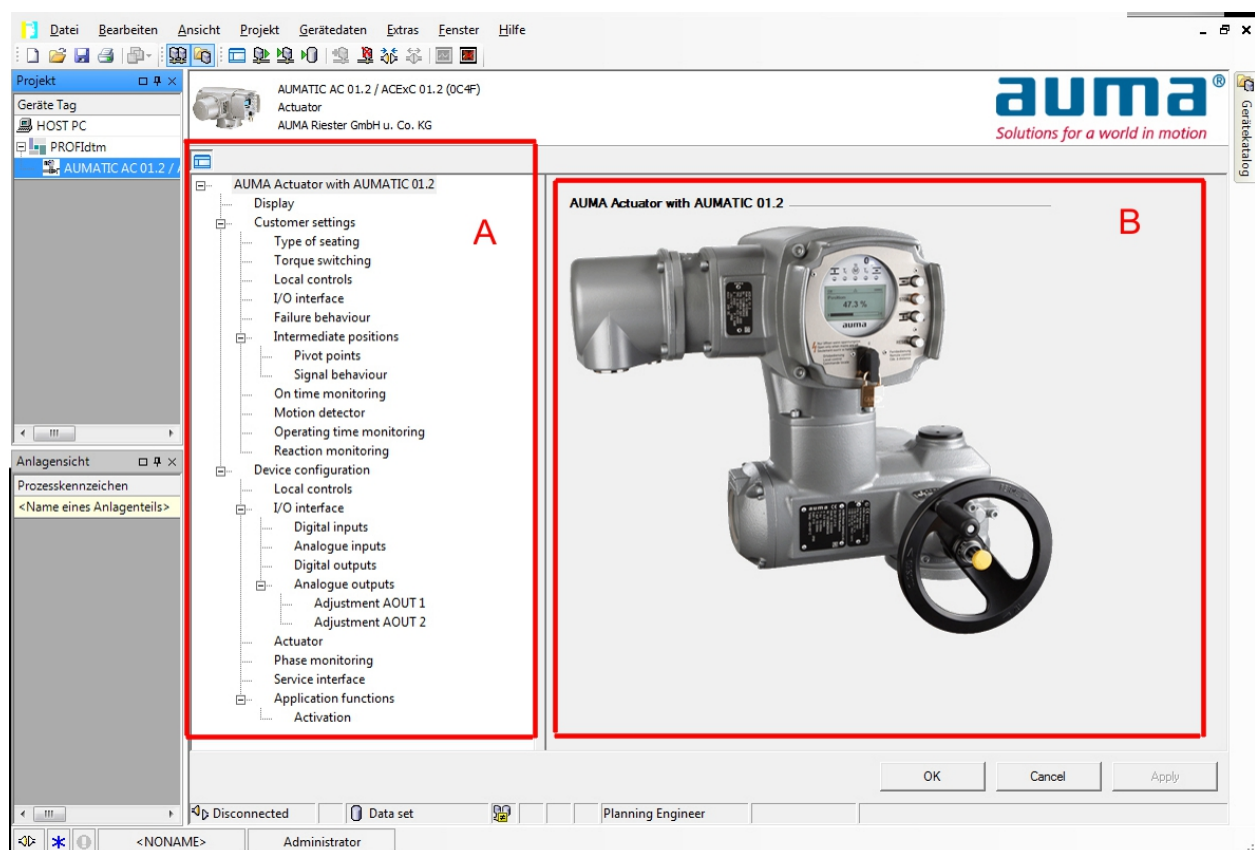 Datei Bearbeiten Ansicht Projekt Gerätedaten Extras Fenster Hilfe
Projekt
Geräte Tag
HOST PC
PROFIdtm
AUMATIC AC 01.2 /
AUMATIC AC 01.2 / ACExC 01.2 (0C4F)
Actuator
AUMA Riester GmbH u. Co. KG
auma®
Solutions for a world in motion
Gerätekatalog
AUMA Actuator with AUMATIC 01.2
Display
Customer settings
Type of seating
Torque switching
Local controls
I/O interface
Failure behaviour
Intermediate positions
Pivot points
Signal behaviour
On time monitoring
Motion detector
Operating time monitoring
Reaction monitoring
Device configuration
Local controls
I/O interface
Digital inputs
Analogue inputs
Digital outputs
Analogue outputs
Adjustment AOUT 1
Adjustment AOUT 2
Actuator
Phase monitoring
Service interface
Application functions
Activation
A
AUMA Actuator with AUMATIC 01.2
B
47.3 %
auma
Anlagensicht
Prozesskennzeichen
<Name eines Anlagenteils>
OK Cancel Apply
Disconnected Data set Planning Engineer
<NONAME> Administrator